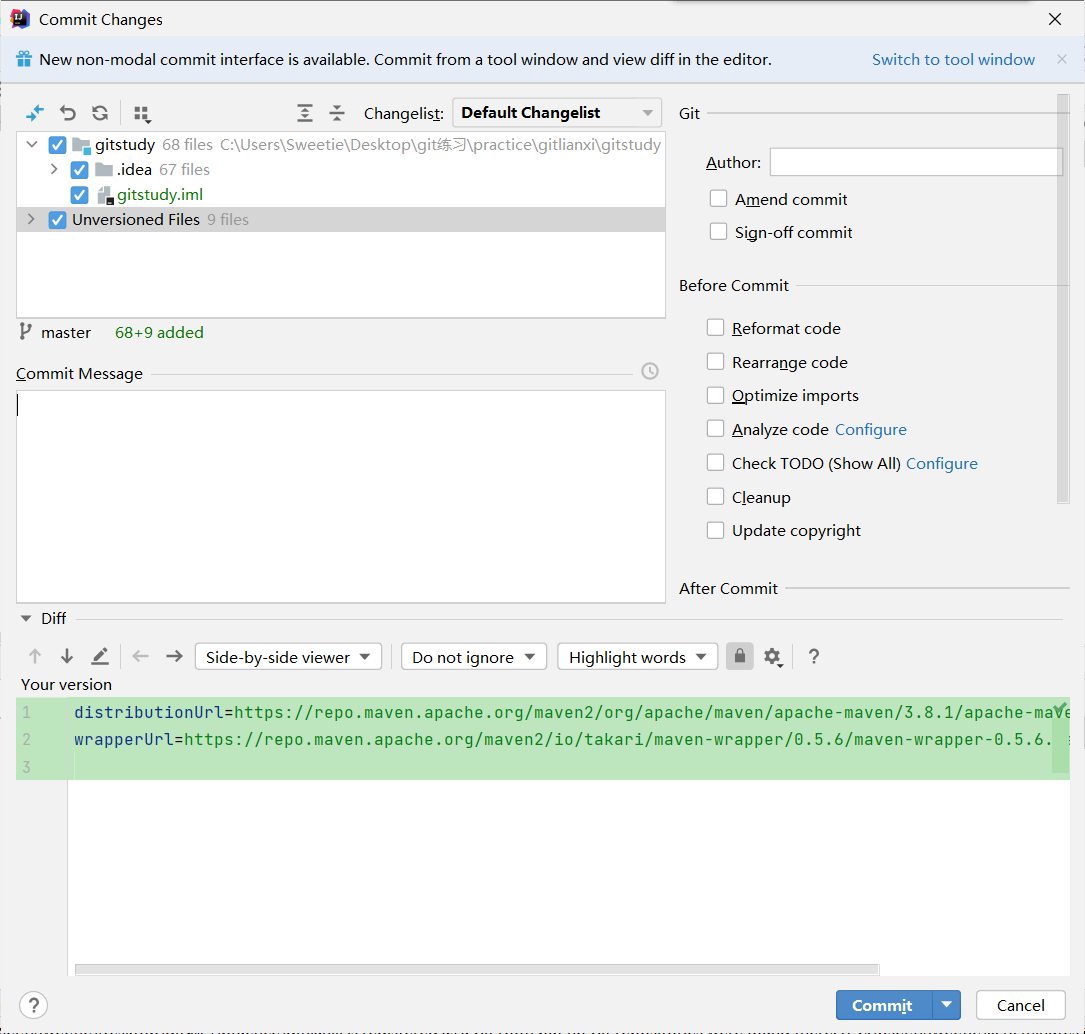 Commit Changes
New non-modal commit interface is available. Commit from a tool window and view diff in the editor.
Switch to tool window
Changelist: Default Changelist
gitstudy 68 files C:\Users\Sweetie\Desktop\git练习\practice\gitlianxi\gitstudy
.idea 67 files
gitstudy.iml
Unversioned Files 9 files
master 68+9 added
Commit Message
Git
Author:
Amend commit
Sign-off commit
Before Commit
Reformat code
Rearrange code
Optimize imports
Analyze code Configure
Check TODO (Show All) Configure
Cleanup
Update copyright
After Commit
Diff
Side-by-side viewer Do not ignore Highlight words ?
Your version
1 distributionUrl=https://repo.maven.apache.org/maven2/org/apache/maven/apache-maven/3.8.1/apache-mave
2 wrapperUrl=https://repo.maven.apache.org/maven2/io/takari/maven-wrapper/0.5.6/maven-wrapper-0.5.6.
3
? Commit Cancel